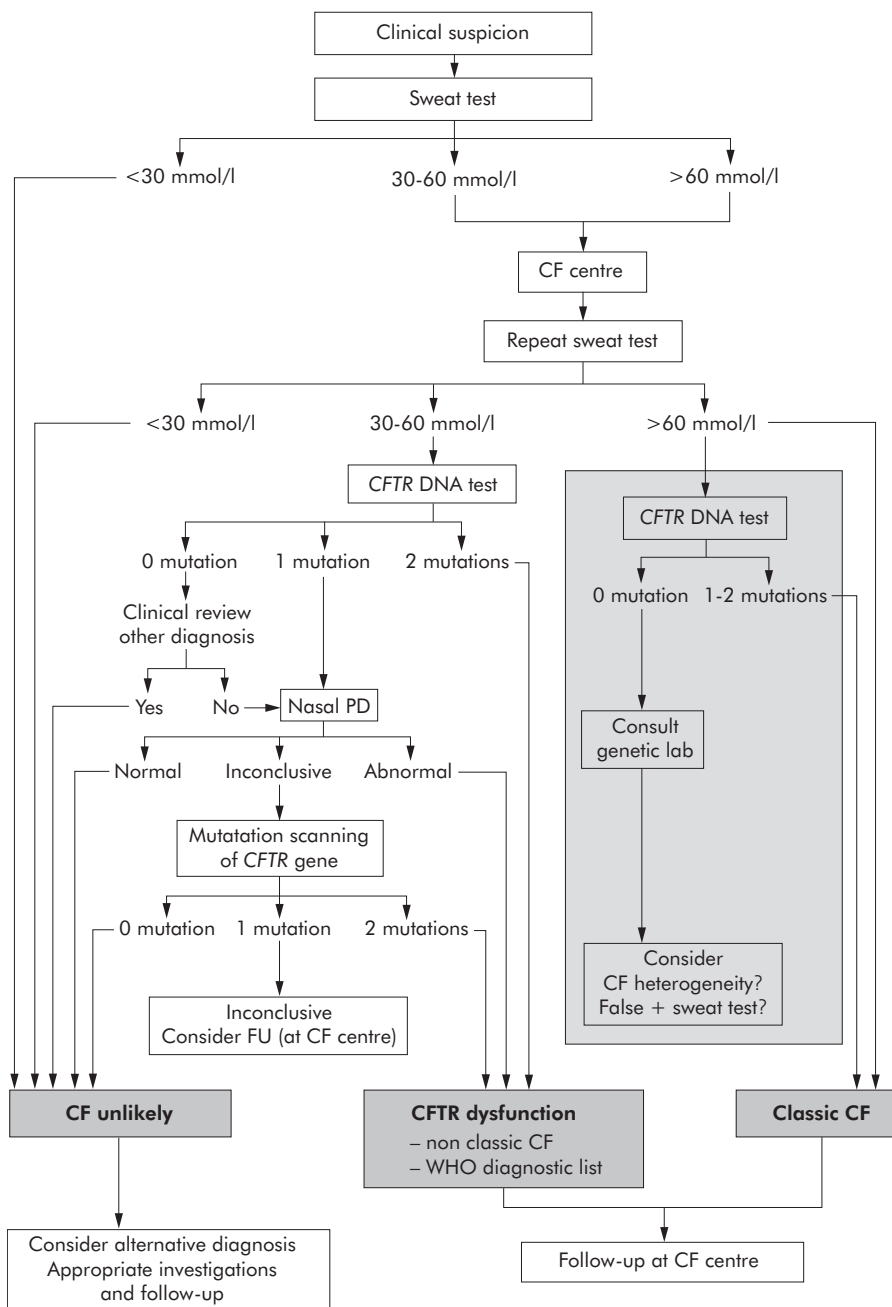 Clinical suspicion
Sweat test
<30 mmol/l
30-60 mmol/l
>60 mmol/l
CF centre
Repeat sweat test
<30 mmol/l
30-60 mmol/l
>60 mmol/l
CFTR DNA test
0 mutation
1 mutation
2 mutations
Clinical review
other diagnosis
Yes
No
Nasal PD
Normal
Inconclusive
Abnormal
Mutatation scanning
of CFTR gene
0 mutation
1 mutation
2 mutations
Inconclusive
Consider FU (at CF centre)
CFTR DNA test
0 mutation
1-2 mutations
Consult
genetic lab
Consider
CF heterogeneity?
False + sweat test?
CF unlikely
CFTR dysfunction
– non classic CF
– WHO diagnostic list
Classic CF
Consider alternative diagnosis
Appropriate investigations
and follow-up
Follow-up at CF centre